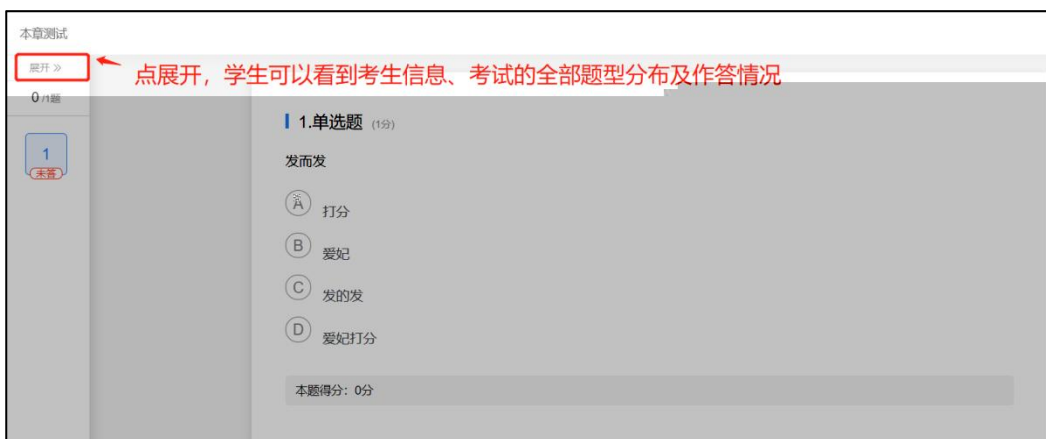 本章测试
展开 »
点展开，学生可以看到考生信息、考试的全部题型分布及作答情况
0 /1题
1
未答
1.单选题 (1分)
发而发
A 打分
B 爱妃
C 发的发
D 爱妃打分
本题得分：0分